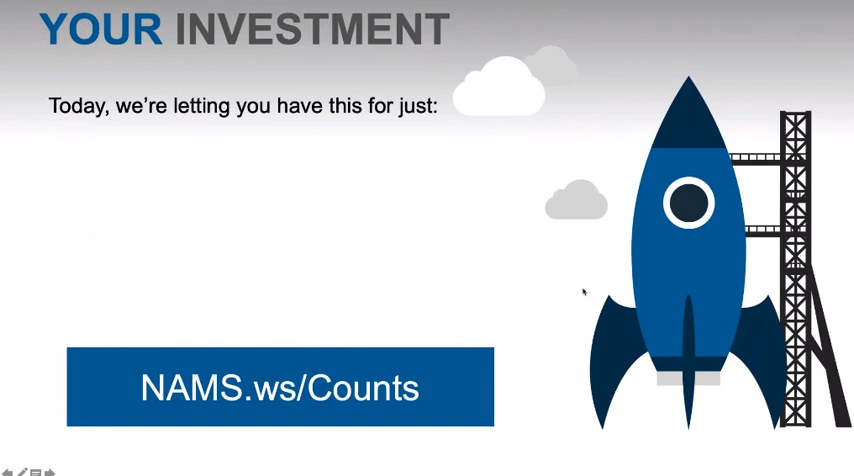 YOUR INVESTMENT
Today, we’re letting you have this for just:
NAMS.ws/Counts